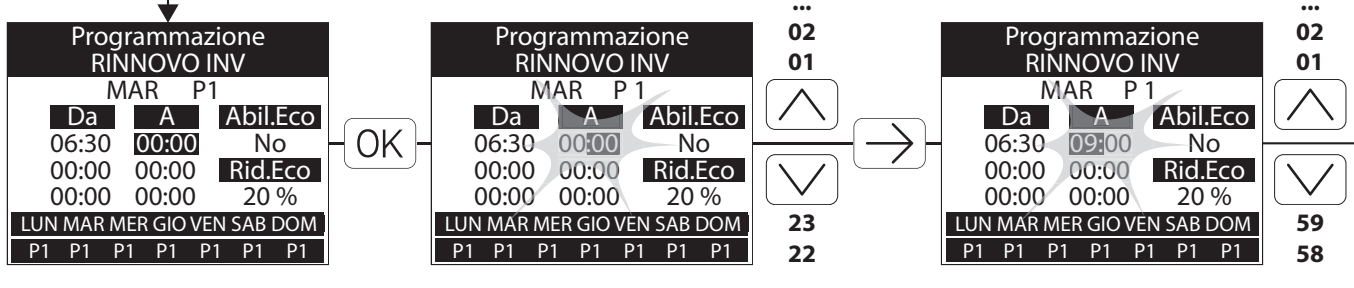 Programmazione
RINNOVO INV
MAR P1
Da A Abil.Eco
06:30 00:00 No
00:00 00:00 Rid.Eco
00:00 00:00 20 %
LUN MAR MER GIO VEN SAB DOM
P1 P1 P1 P1 P1 P1 P1
OK
Programmazione
RINNOVO INV
MAR P 1
Da A Abil.Eco
06:30 00:00 No
00:00 00:00 Rid.Eco
00:00 00:00 20 %
LUN MAR MER GIO VEN SAB DOM
P1 P1 P1 P1 P1 P1 P1
...
02
01
23
22
Programmazione
RINNOVO INV
MAR P 1
Da A Abil.Eco
06:30 09:00 No
00:00 00:00 Rid.Eco
00:00 00:00 20 %
LUN MAR MER GIO VEN SAB DOM
P1 P1 P1 P1 P1 P1 P1
...
02
01
59
58